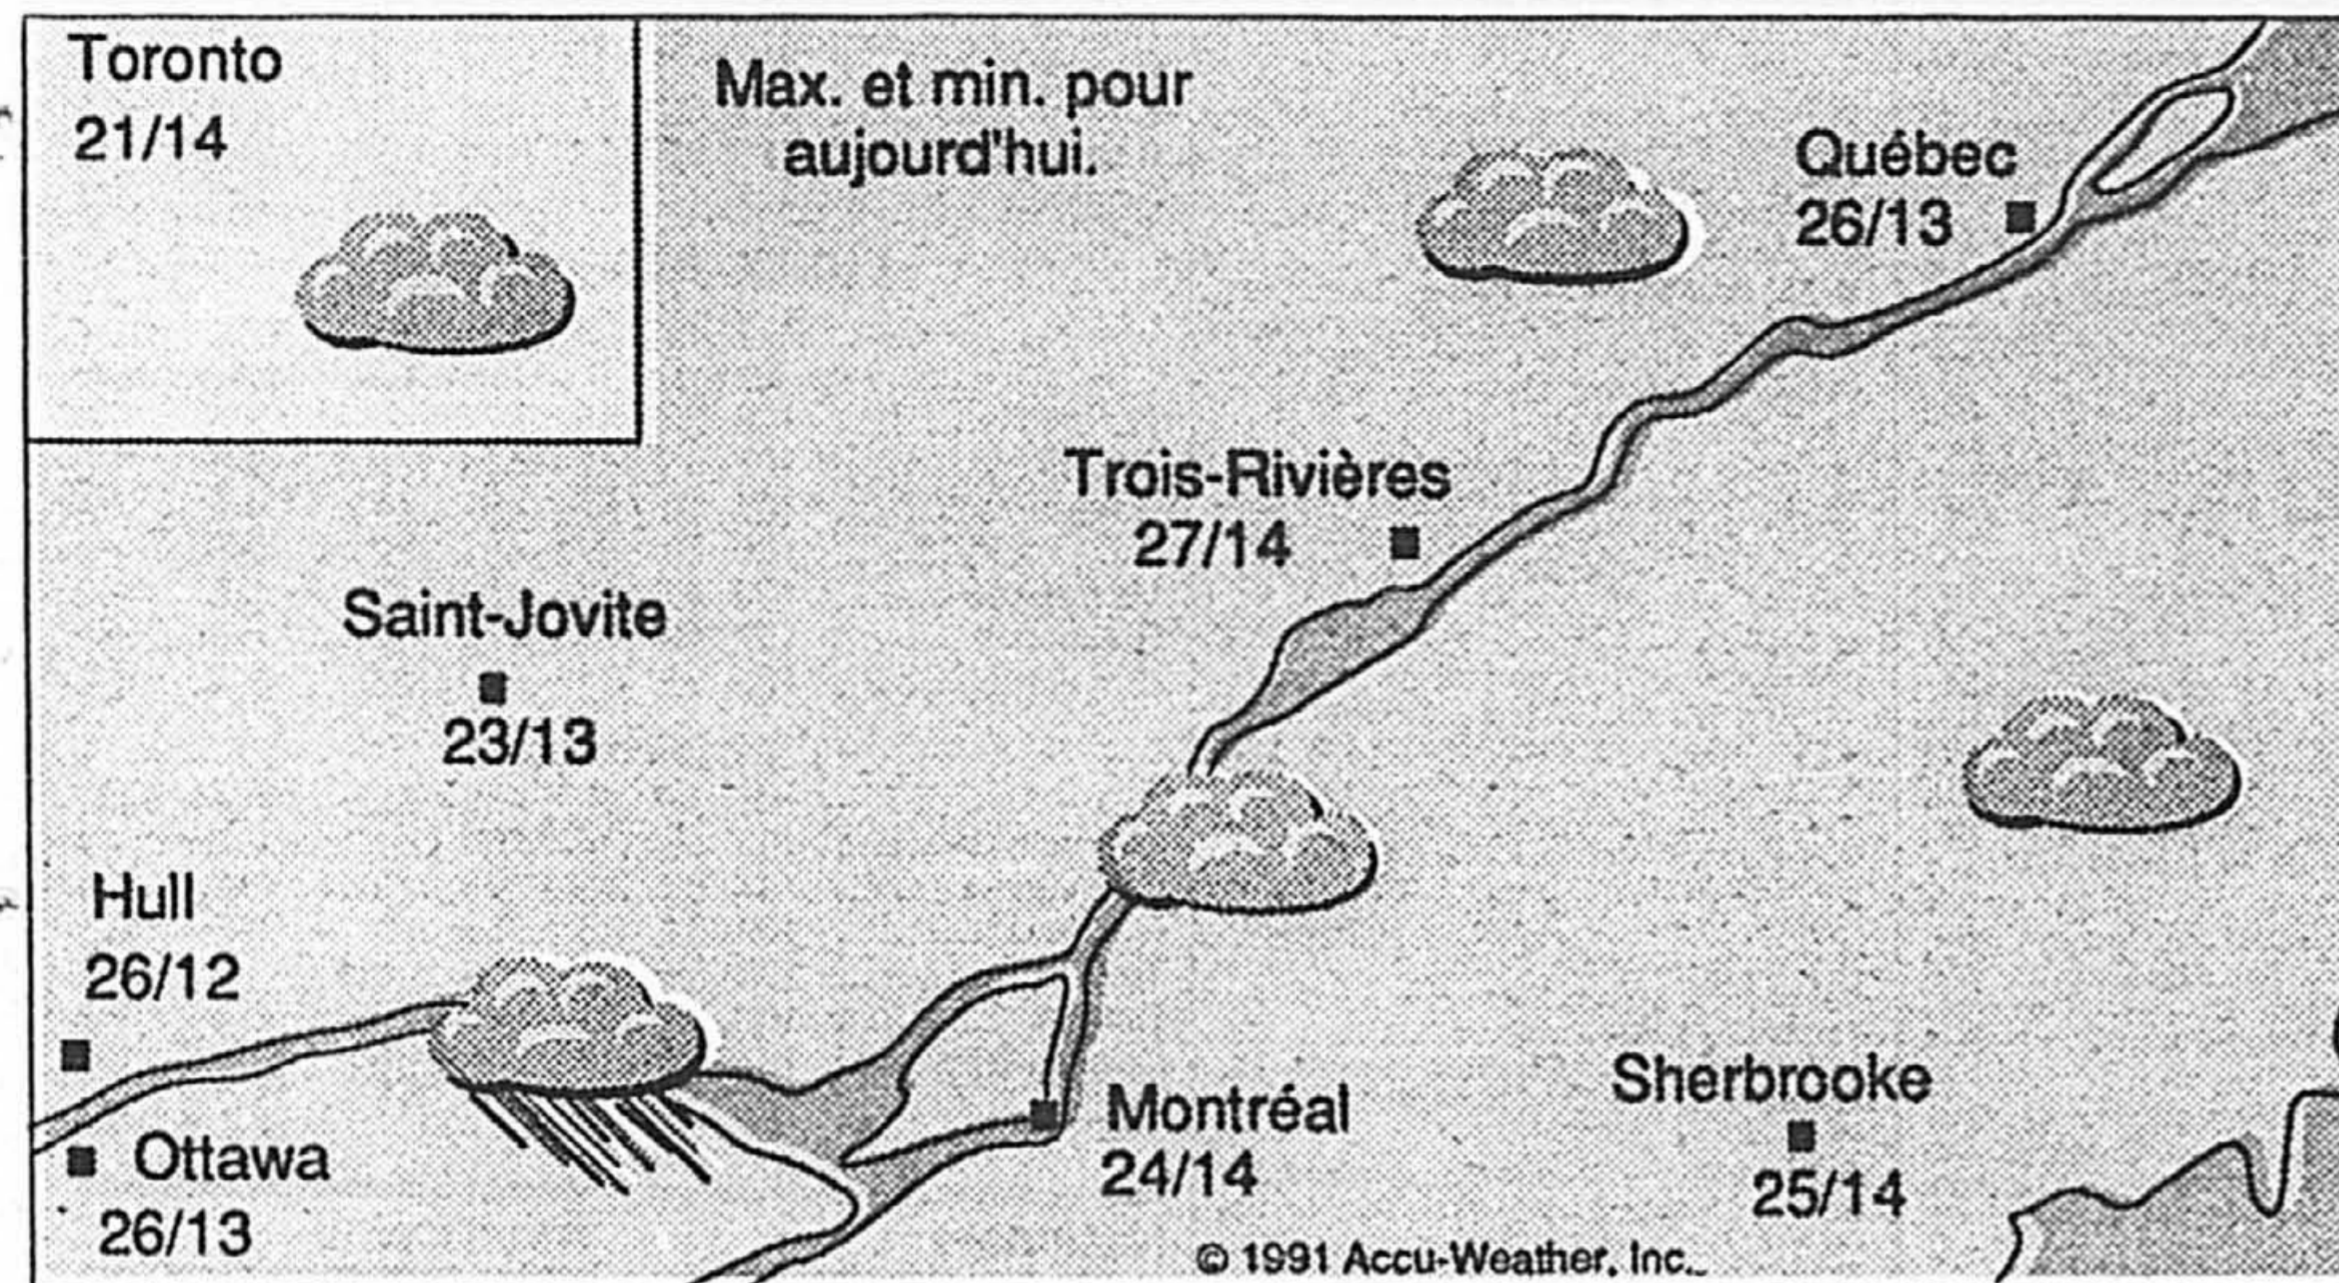 Toronto
21/14
Max. et min. pour
aujourd'hui.
Québec
26/13
Trois-Rivières
27/14
Saint-Jovite
23/13
Hull
26/12
Ottawa
26/13
Montréal
24/14
Sherbrooke
25/14
© 1991 Accu-Weather, Inc.